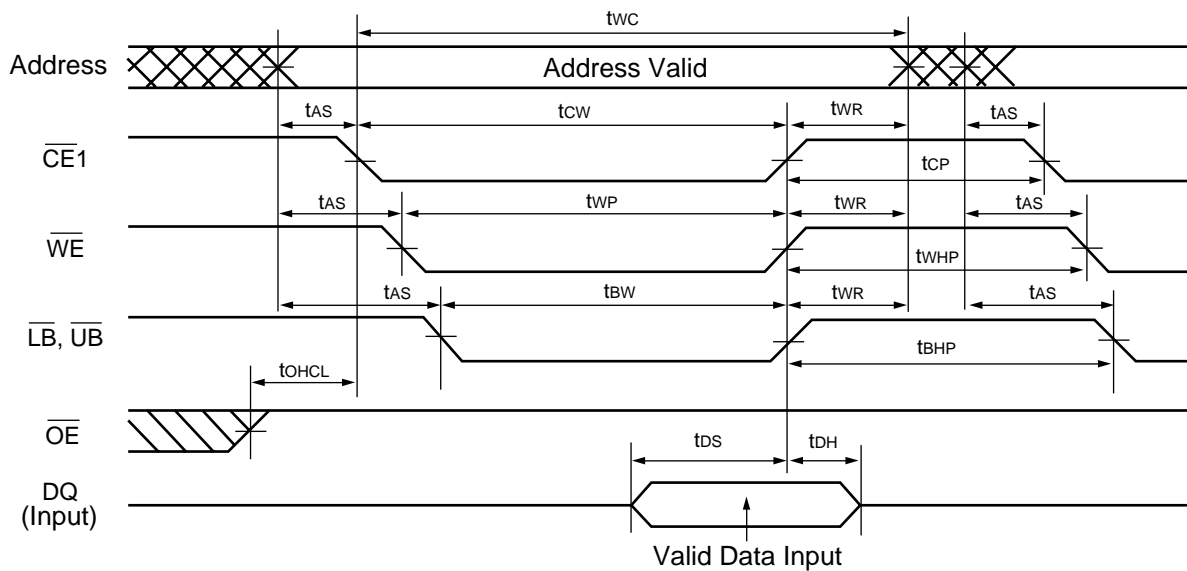 tWC
Address
Address Valid
tAS
tCW
tWR
tAS
CE1
tCP
tAS
tWP
tWR
tAS
WE
tWHP
tAS
tBW
tWR
tAS
LB, UB
tBHP
tOHCL
OE
tDS
tDH
DQ
(Input)
Valid Data Input